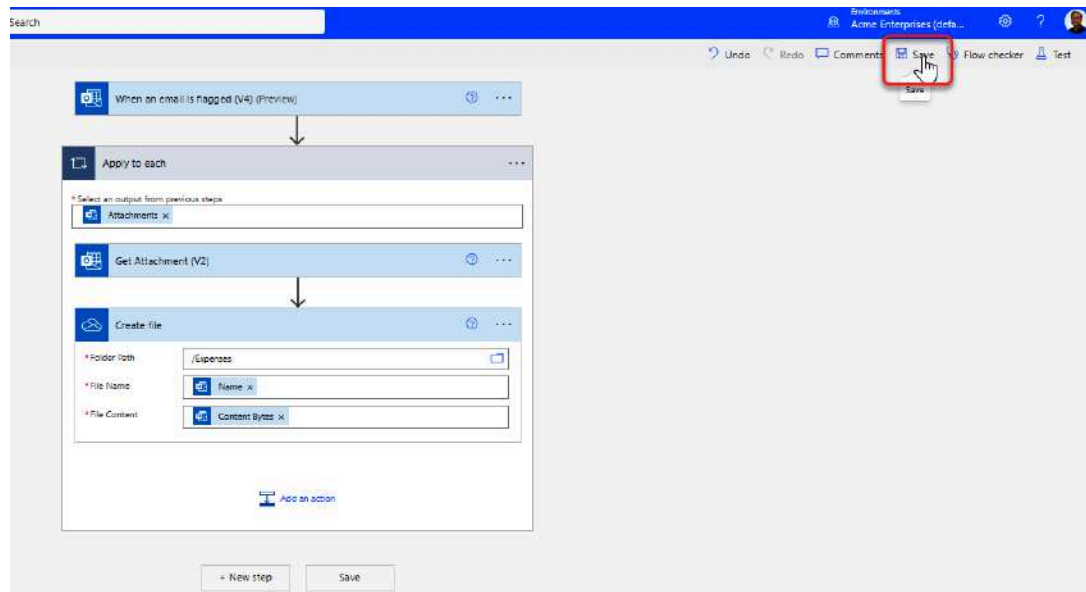 Search
Environments
Acme Enterprises (defa...
?
Undo Redo Comments Save Flow checker Test
Save
When an email is flagged (V4) (Preview)
Apply to each
* Select an output from previous steps
Attachments ×
Get Attachment (V2)
Create file
* Folder Path /Expenses
* File Name Name ×
* File Content Content Bytes ×
Add an action
+ New step Save